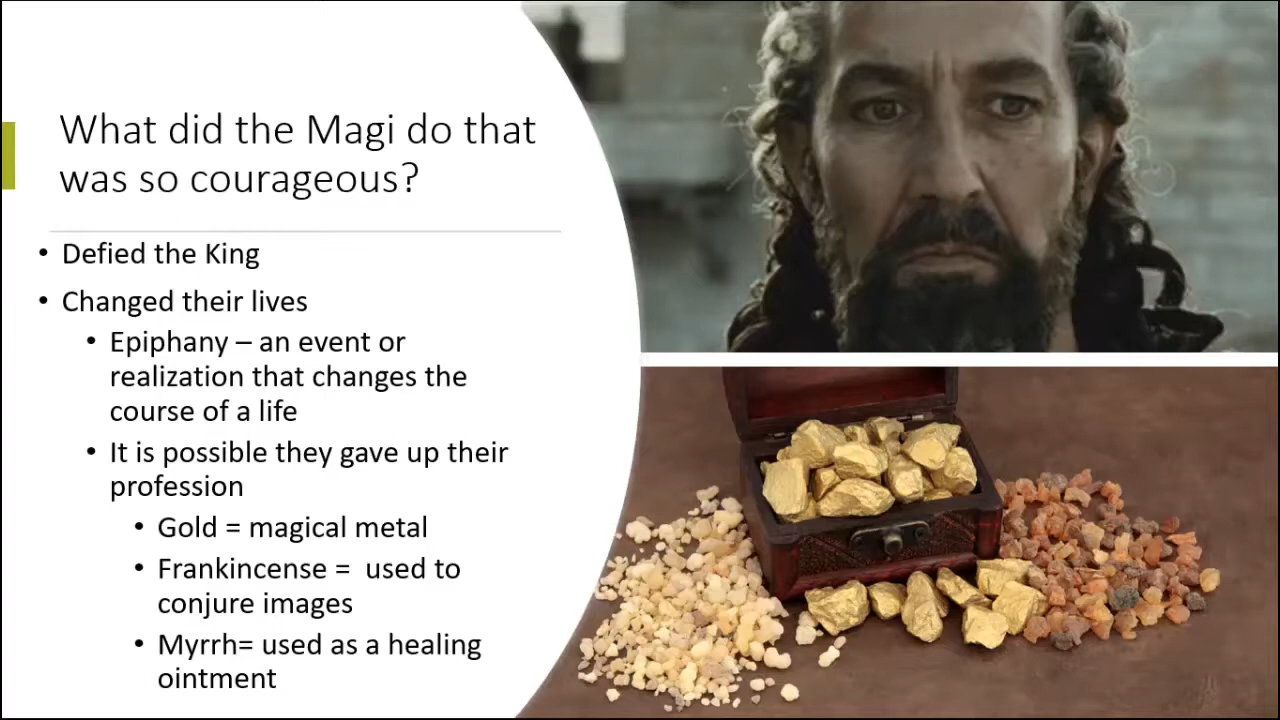 What did the Magi do that
was so courageous?
• Defied the King
• Changed their lives
• Epiphany – an event or
realization that changes the
course of a life
• It is possible they gave up their
profession
• Gold = magical metal
• Frankincense =  used to
conjure images
• Myrrh= used as a healing
ointment